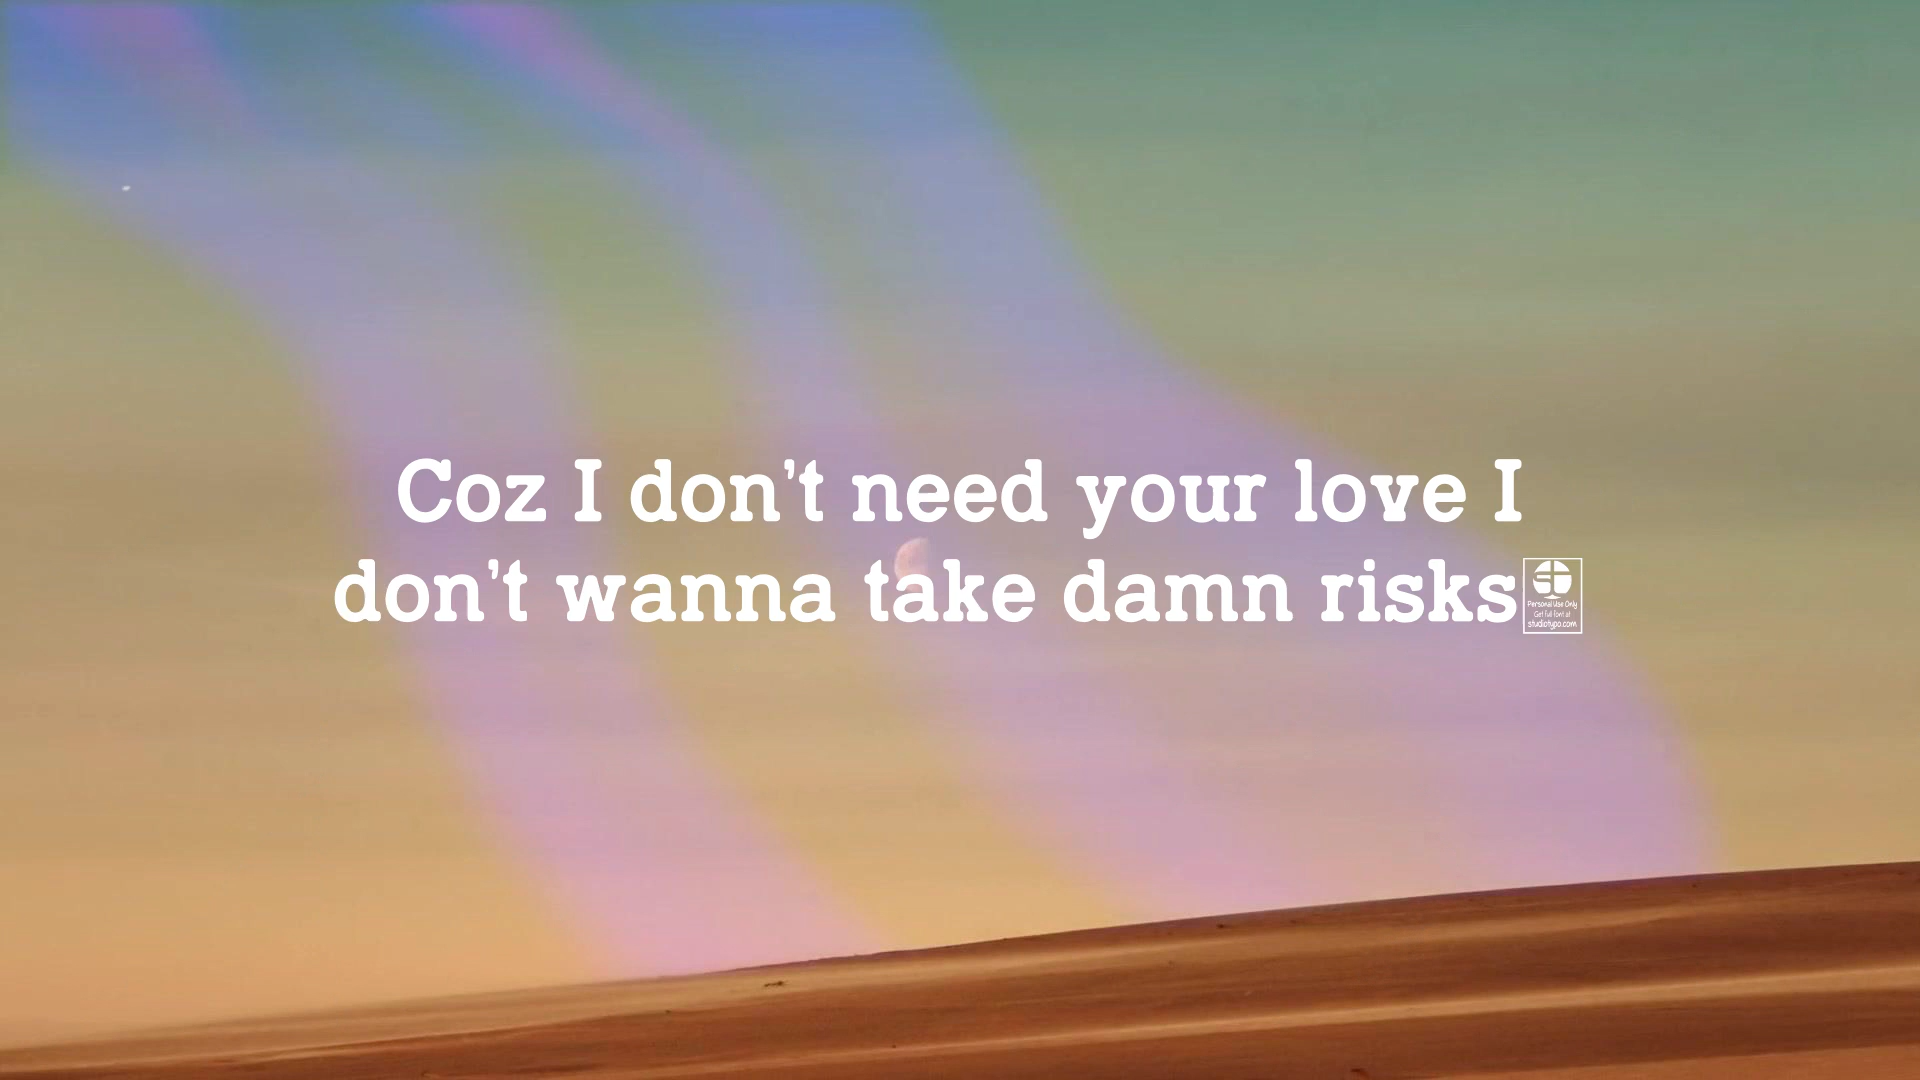 Coz I don't need your love I
don't wanna take damn risks
Personal Use Only
Get full font at
studiotypo.com